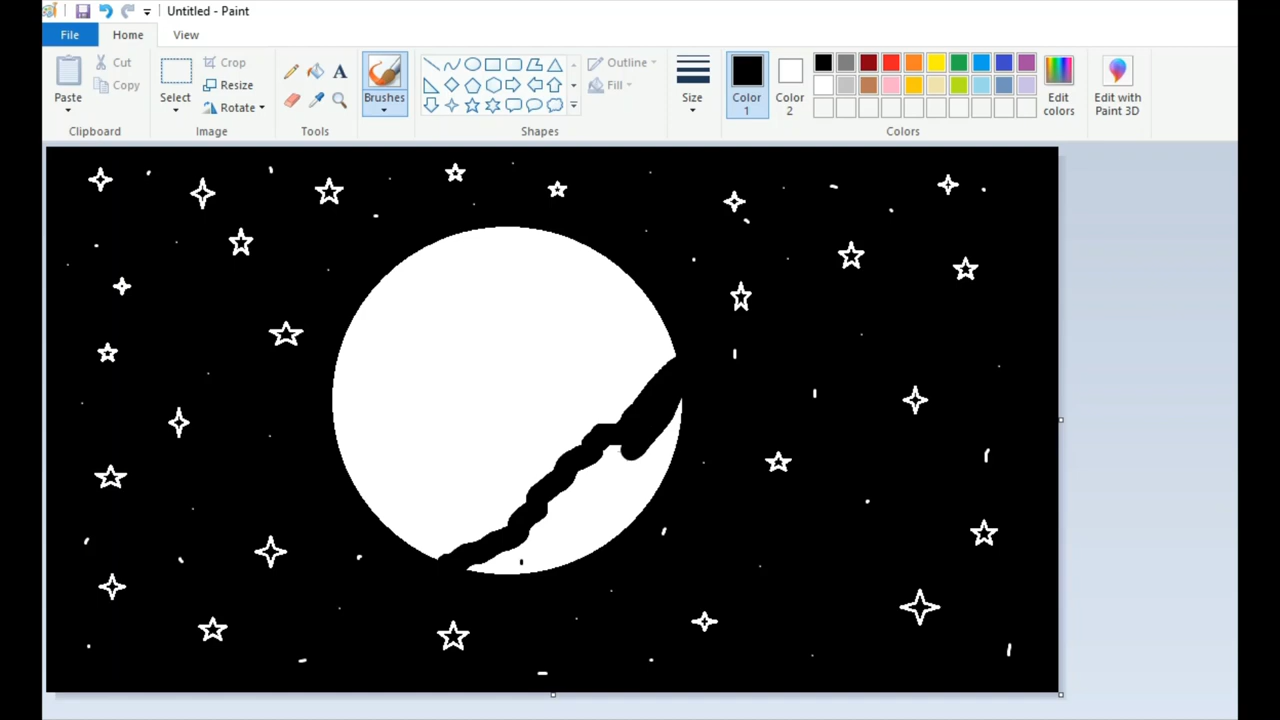 Untitled - Paint
File
Home
View
Paste
Cut
Copy
Clipboard
Select
Crop
Resize
Rotate
Image
A
Tools
Brushes
Outline
Fill
Shapes
Size
Color
1
Color
2
Edit
colors
Colors
Edit with
Paint 3D